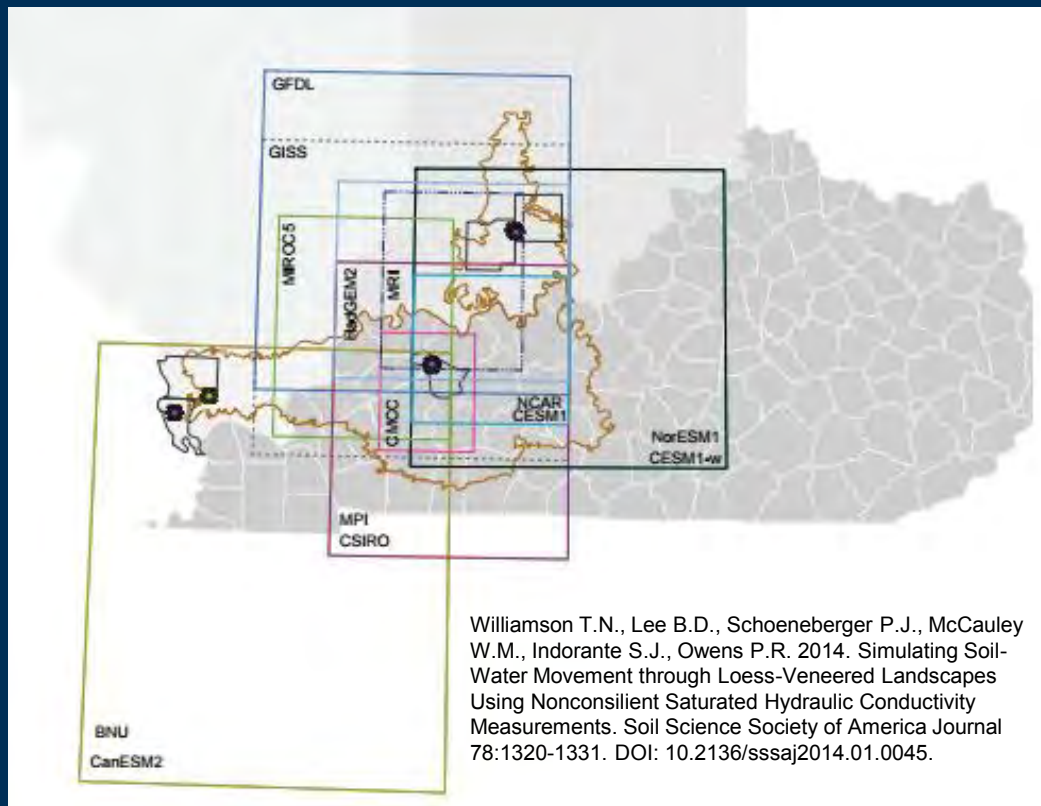 GFDL
GISS
MIROC5
HadGEM2
MRI
CMCC
NCAR
CESM1
NorESM1
CESM1-w
MPI
CSIRO
BNU
CanESM2
Williamson T.N., Lee B.D., Schoeneberger P.J., McCauley
W.M., Indorante S.J., Owens P.R. 2014. Simulating Soil-
Water Movement through Loess-Veneered Landscapes
Using Nonconsilient Saturated Hydraulic Conductivity
Measurements. Soil Science Society of America Journal
78:1320-1331. DOI: 10.2136/sssaj2014.01.0045.